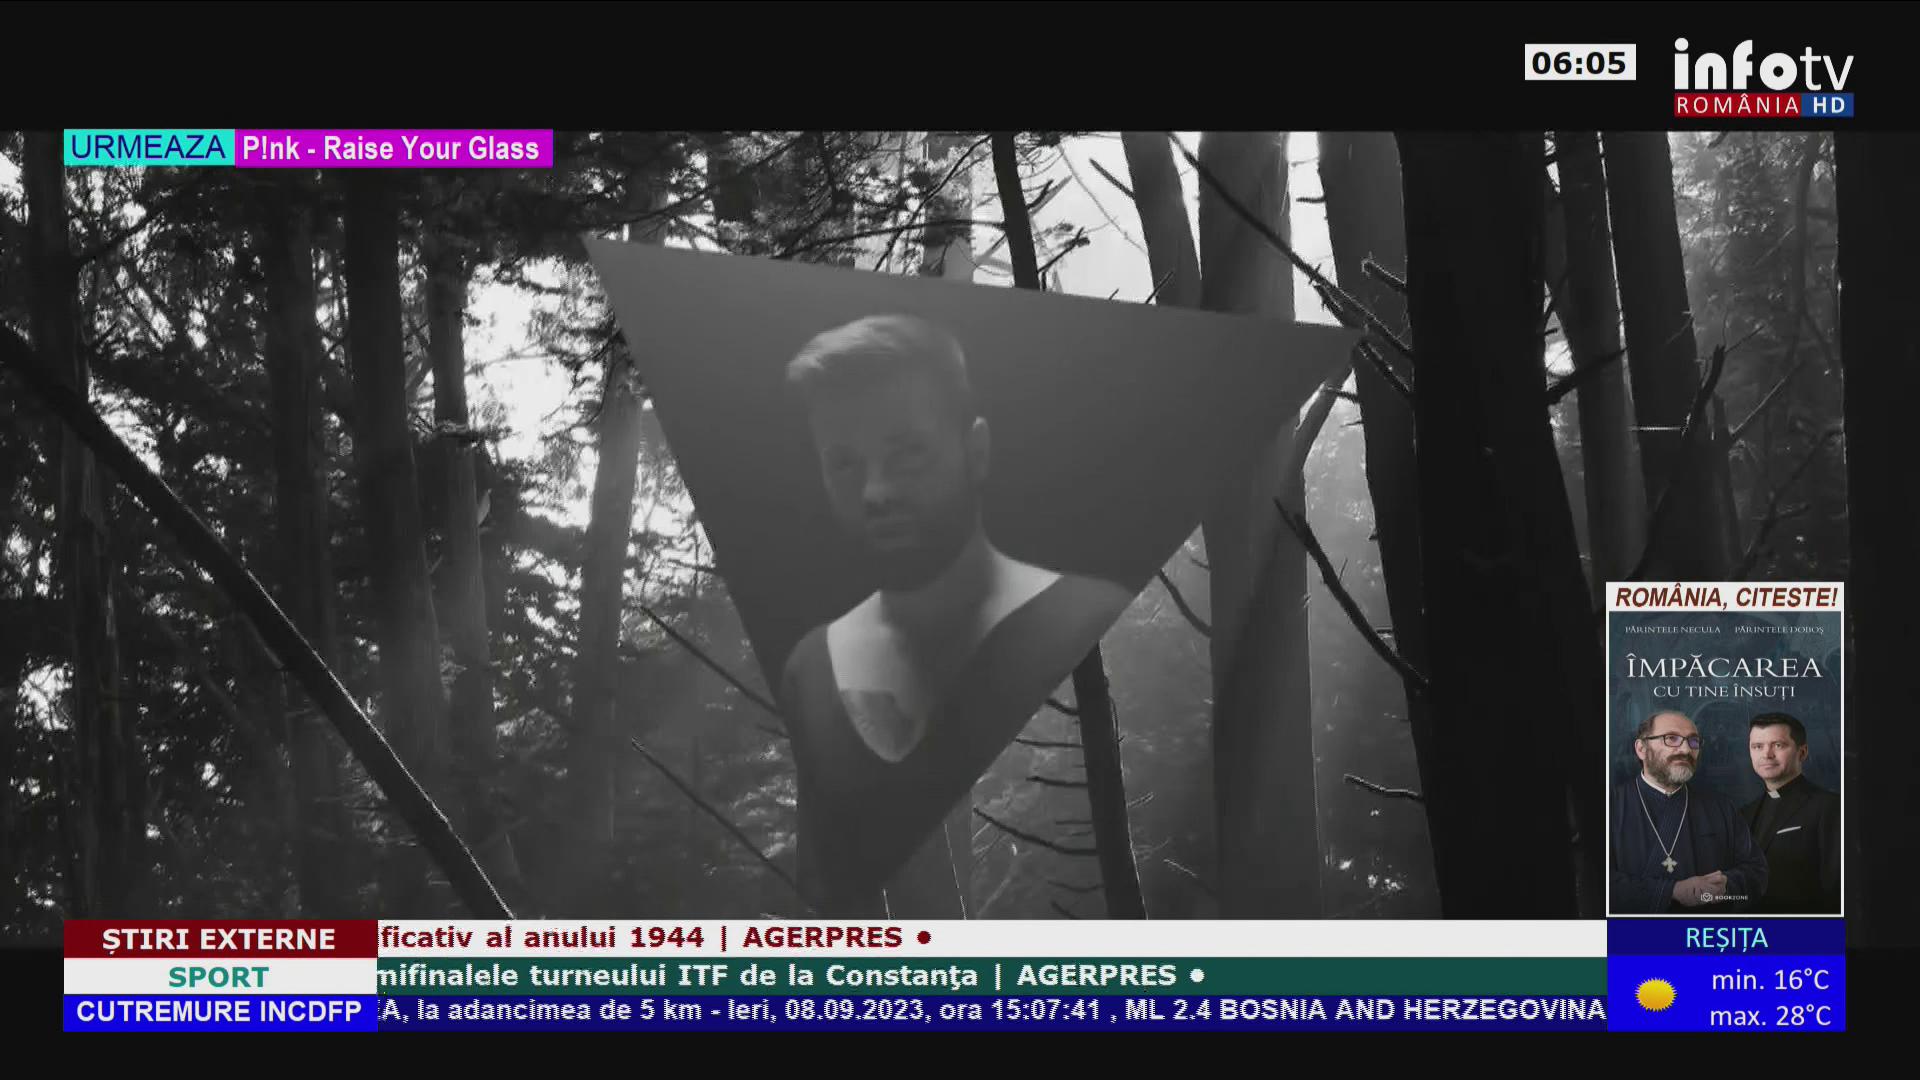 06:05
infotv
ROMÂNIA HD
URMEAZA P!nk - Raise Your Glass
ROMÂNIA, CITESTE!
PĂRINTELE NECULA PĂRINTELE DOBOȘ
ÎMPĂCAREA
CU TINE ÎNSUȚI
BOOKZONE
ȘTIRI EXTERNE ficativ al anului 1944 | AGERPRES ●
SPORT mifinalele turneului ITF de la Constanţa | AGERPRES ●
CUTREMURE INCDFP EA, la adancimea de 5 km - Ieri, 08.09.2023, ora 15:07:41 , ML 2.4 BOSNIA AND HERZEGOVINA
REȘIȚA
min. 16°C
max. 28°C